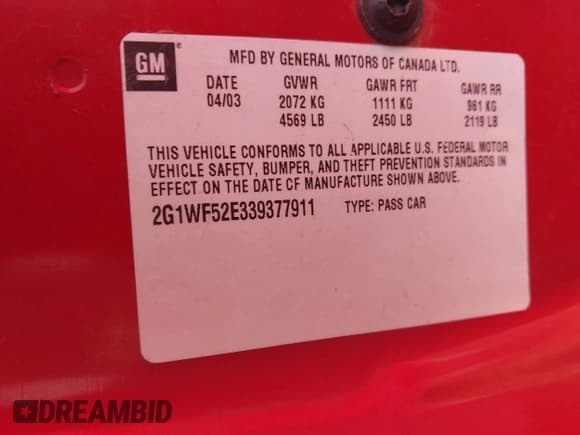 GM
MFD BY GENERAL MOTORS OF CANADA LTD.
DATE GVWR GAWR FRT GAWR RR
04/03 2072 KG 1111 KG 961 KG
4569 LB 2450 LB 2119 LB
THIS VEHICLE CONFORMS TO ALL APPLICABLE U.S. FEDERAL MOTOR
VEHICLE SAFETY, BUMPER, AND THEFT PREVENTION STANDARDS IN
EFFECT ON THE DATE OF MANUFACTURE SHOWN ABOVE.
2G1WF52E339377911 TYPE: PASS CAR
DREAMBID